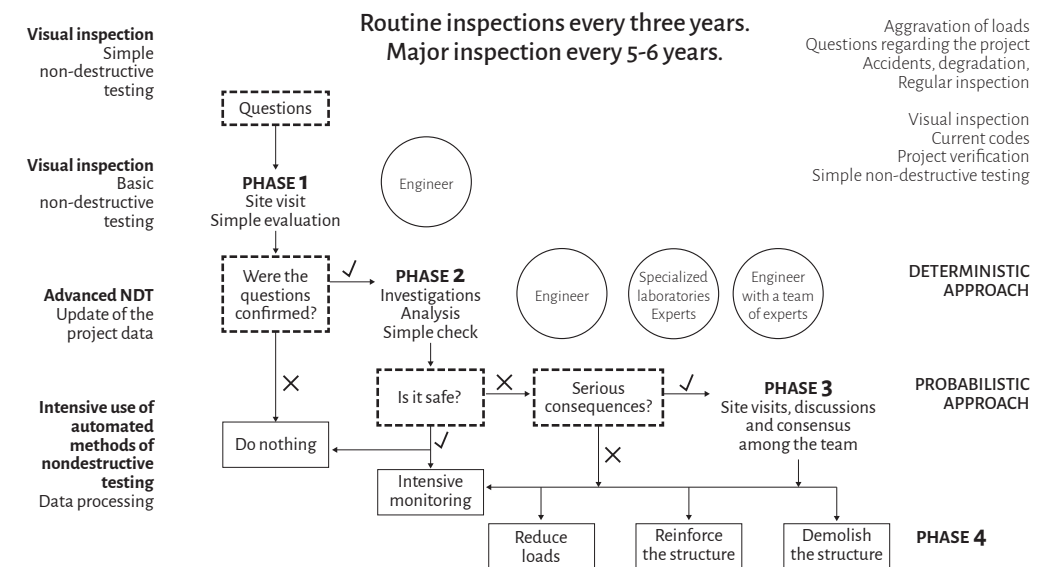 Routine inspections every three years.
Major inspection every 5-6 years.
Visual inspection
Simple
non-destructive
testing
Aggravation of loads
Questions regarding the project
Accidents, degradation,
Regular inspection
Questions
Visual inspection
Current codes
Project verification
Simple non-destructive testing
Visual inspection
Basic
non-destructive
testing
PHASE 1
Site visit
Simple evaluation
Engineer
Were the
questions
confirmed?
PHASE 2
Investigations
Analysis
Simple check
Engineer
Specialized
laboratories
Experts
Engineer
with a team
of experts
DETERMINISTIC
APPROACH
Advanced NDT
Update of the
project data
Is it safe?
Serious
consequences?
PHASE 3
Site visits, discussions
and consensus
among the team
PROBABILISTIC
APPROACH
Intensive use of
automated
methods of
nondestructive
testing
Data processing
Do nothing
Intensive
monitoring
Reduce
loads
Reinforce
the structure
Demolish
the structure
PHASE 4